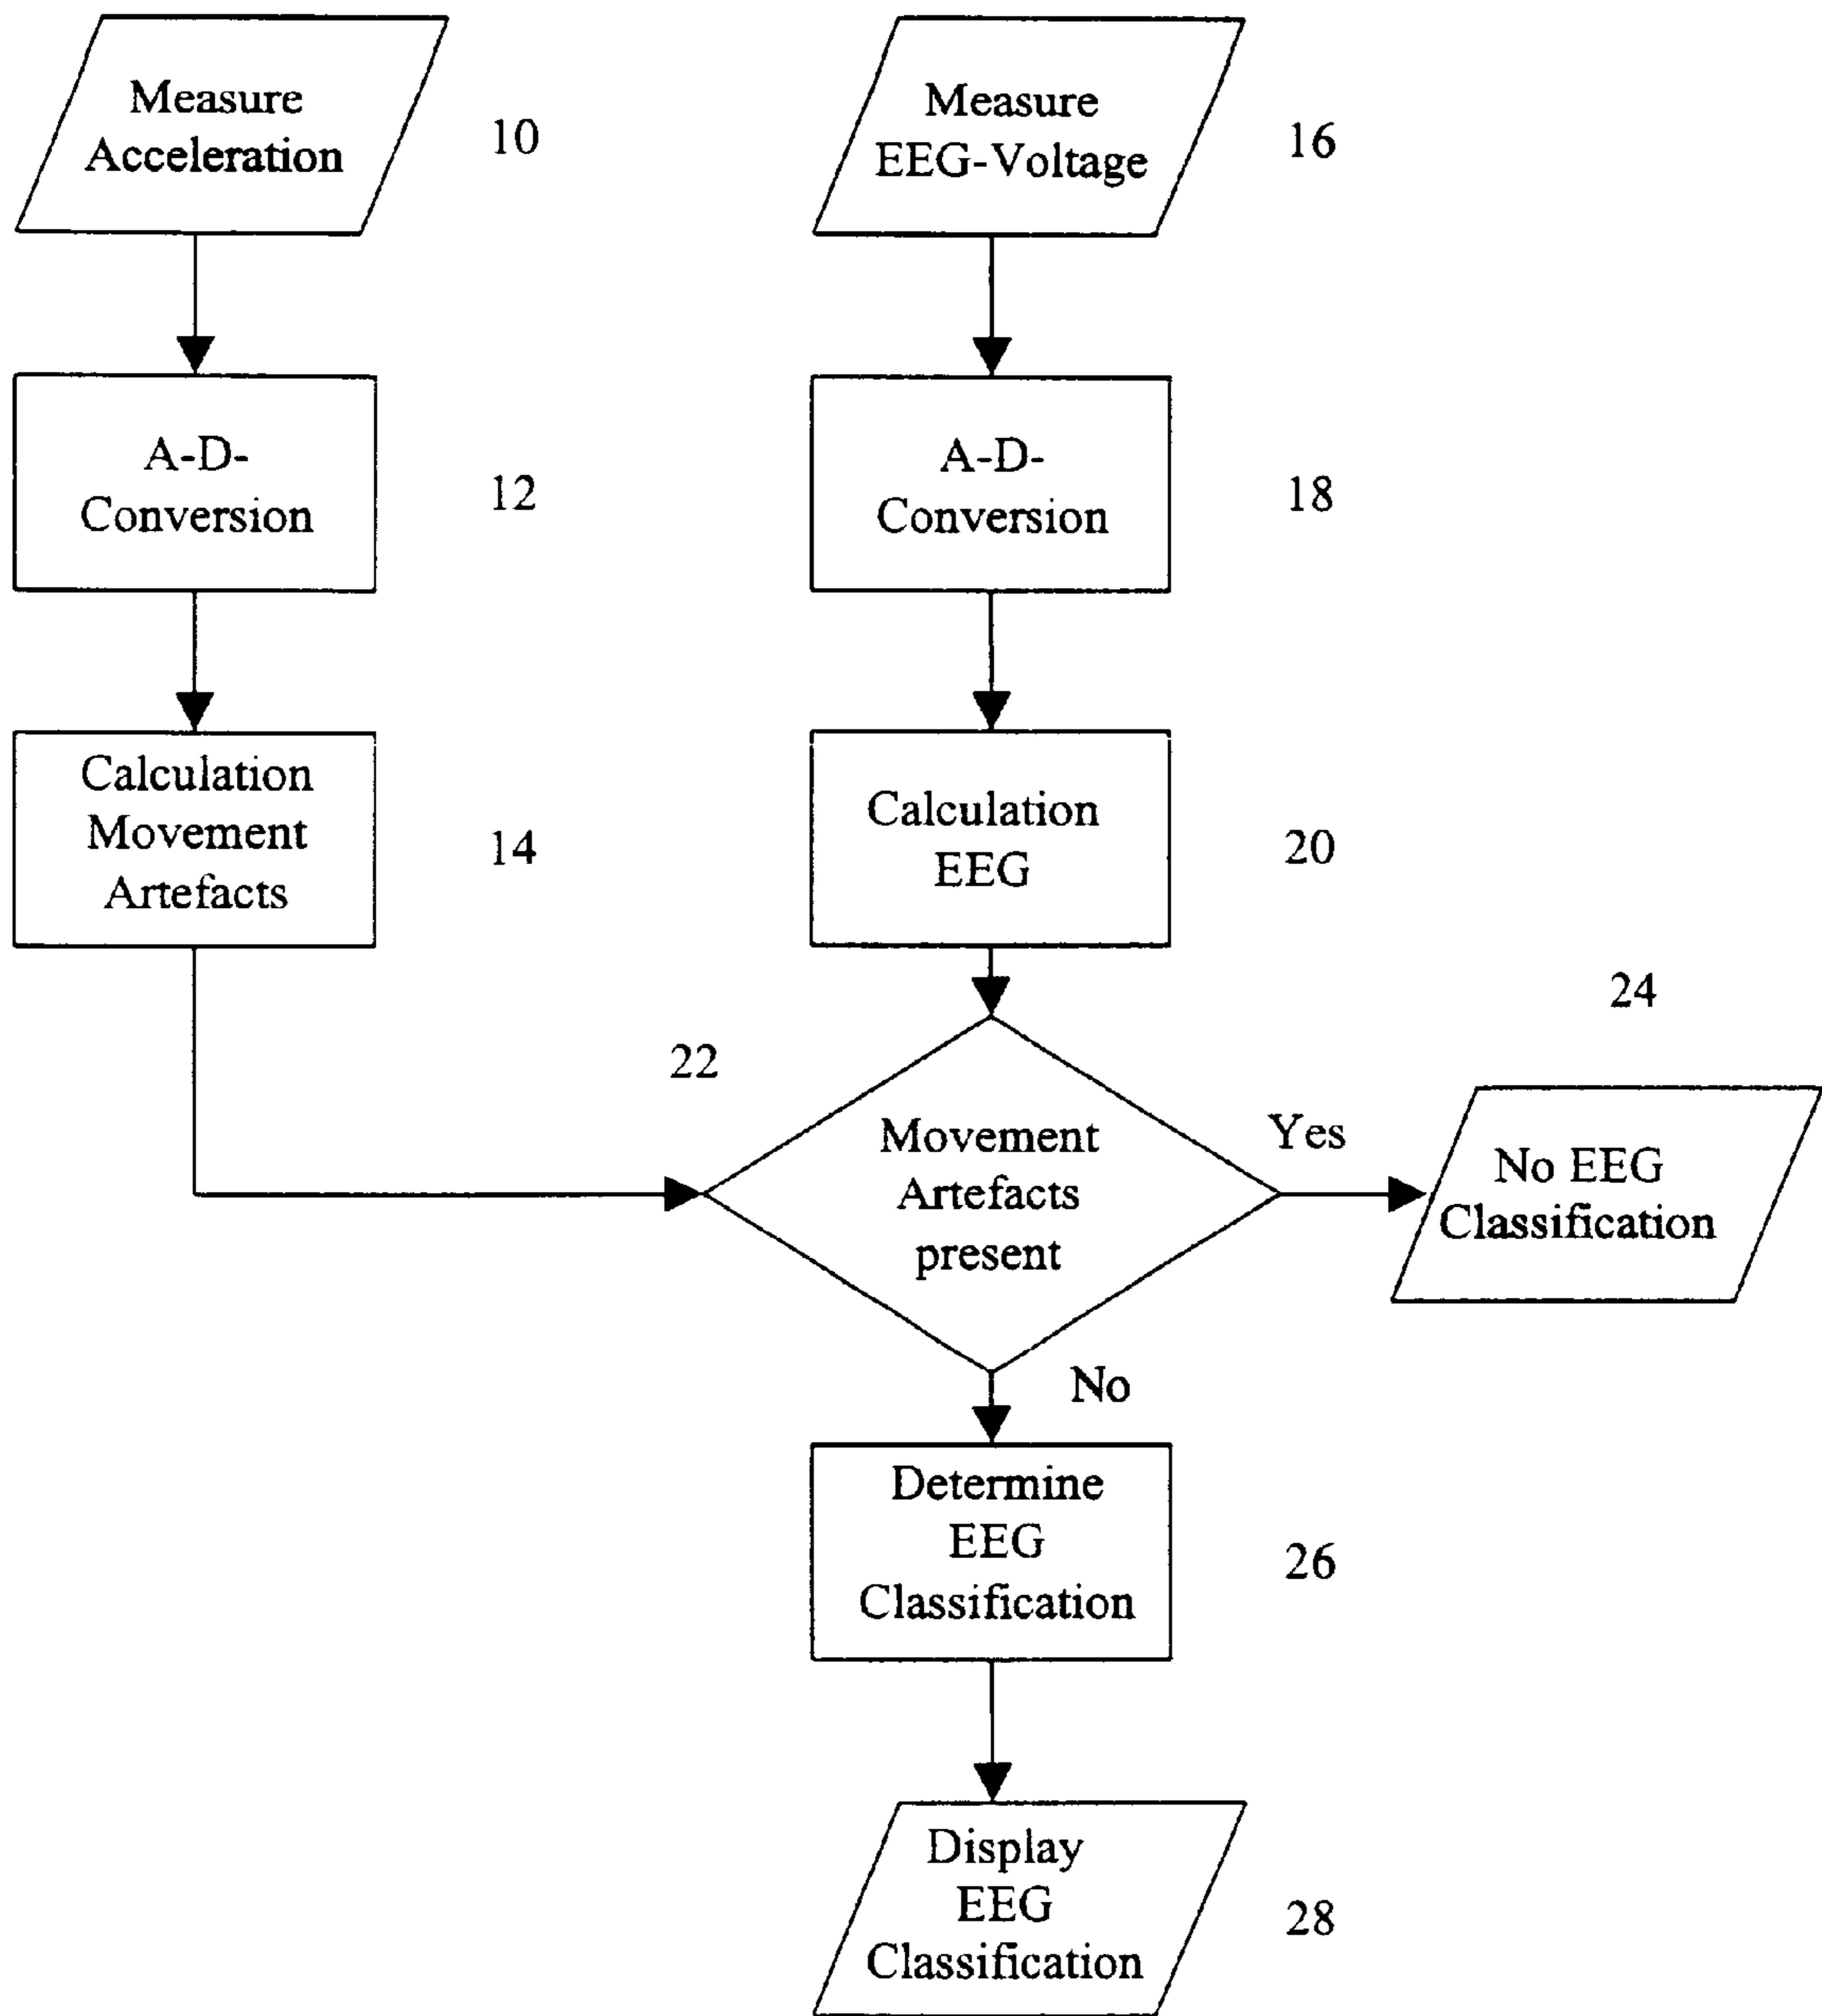 Measure
Acceleration
10
Measure
EEG-Voltage
16
A-D-
Conversion
12
A-D-
Conversion
18
Calculation
Movement
Artefacts
14
Calculation
EEG
20
22
Movement
Artefacts
present
Yes
24
No EEG
Classification
No
Determine
EEG
Classification
26
Display
EEG
Classification
28